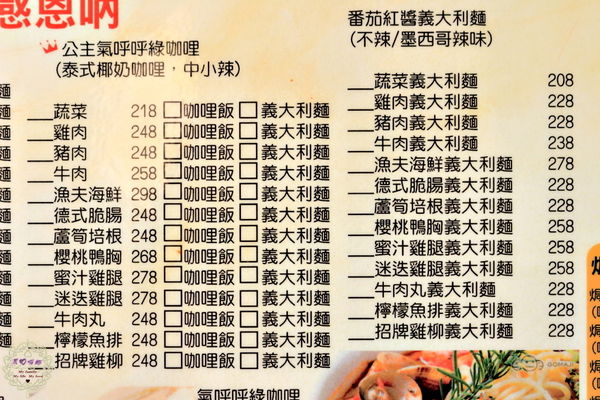 感恩吶
公主氣呼呼綠咖哩
(泰式椰奶咖哩,中小辣)
蔬菜 218 □咖哩飯 □義大利麵
雞肉 248 □咖哩飯 □義大利麵
豬肉 248 □咖哩飯 □義大利麵
牛肉 258 □咖哩飯 □義大利麵
漁夫海鮮 298 □咖哩飯 □義大利麵
德式脆腸 248 □咖哩飯 □義大利麵
蘆筍培根 248 □咖哩飯 □義大利麵
櫻桃鴨胸 268 □咖哩飯 □義大利麵
蜜汁雞腿 278 □咖哩飯 □義大利麵
迷迭雞腿 278 □咖哩飯 □義大利麵
牛肉丸 248 □咖哩飯 □義大利麵
檸檬魚排 248 □咖哩飯 □義大利麵
招牌雞柳 248 □咖哩飯 □義大利麵
氣呼呼綠咖哩
番茄紅醬義大利麵
(不辣/墨西哥辣味)
蔬菜義大利麵 208
雞肉義大利麵 228
豬肉義大利麵 228
牛肉義大利麵 238
漁夫海鮮義大利麵 278
德式脆腸義大利麵 228
蘆筍培根義大利麵 228
櫻桃鴨胸義大利麵 258
蜜汁雞腿義大利麵 258
迷迭雞腿義大利麵 258
牛肉丸義大利麵 228
檸檬魚排義大利麵 228
招牌雞柳義大利麵 228
GOMAJI